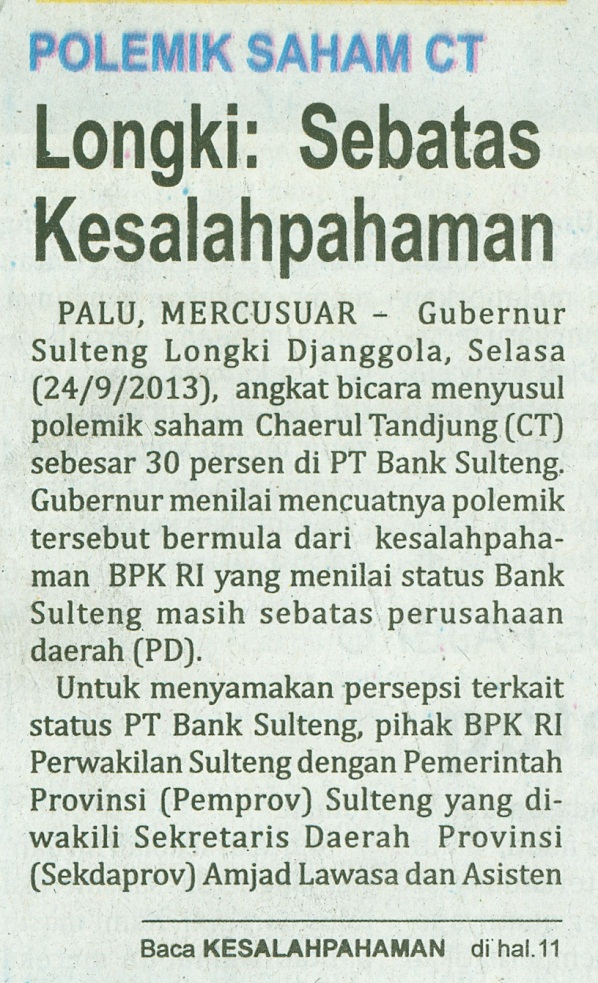 POLEMIK SAHAM CT
Longki: Sebatas
Kesalahpahaman
PALU, MERCUSUAR – Gubernur
Sulteng Longki Djanggola, Selasa
(24/9/2013), angkat bicara menyusul
polemik saham Chaerul Tandjung (CT)
sebesar 30 persen di PT Bank Sulteng.
Gubernur menilai mencuatnya polemik
tersebut bermula dari kesalahpaha-
man BPK RI yang menilai status Bank
Sulteng masih sebatas perusahaan
daerah (PD).
Untuk menyamakan persepsi terkait
status PT Bank Sulteng, pihak BPK RI
Perwakilan Sulteng dengan Pemerintah
Provinsi (Pemprov) Sulteng yang di-
wakili Sekretaris Daerah Provinsi
(Sekdaprov) Amjad Lawasa dan Asisten
Baca KESALAHPAHAMAN di hal.11